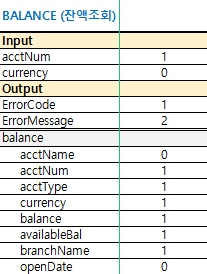 BALANCE (잔액조회)
Input
acctNum 1
currency 0
Output
ErrorCode 1
ErrorMessage 2
balance
acctName 0
acctNum 1
acctType 1
currency 1
balance 1
availableBal 1
branchName 1
openDate 0